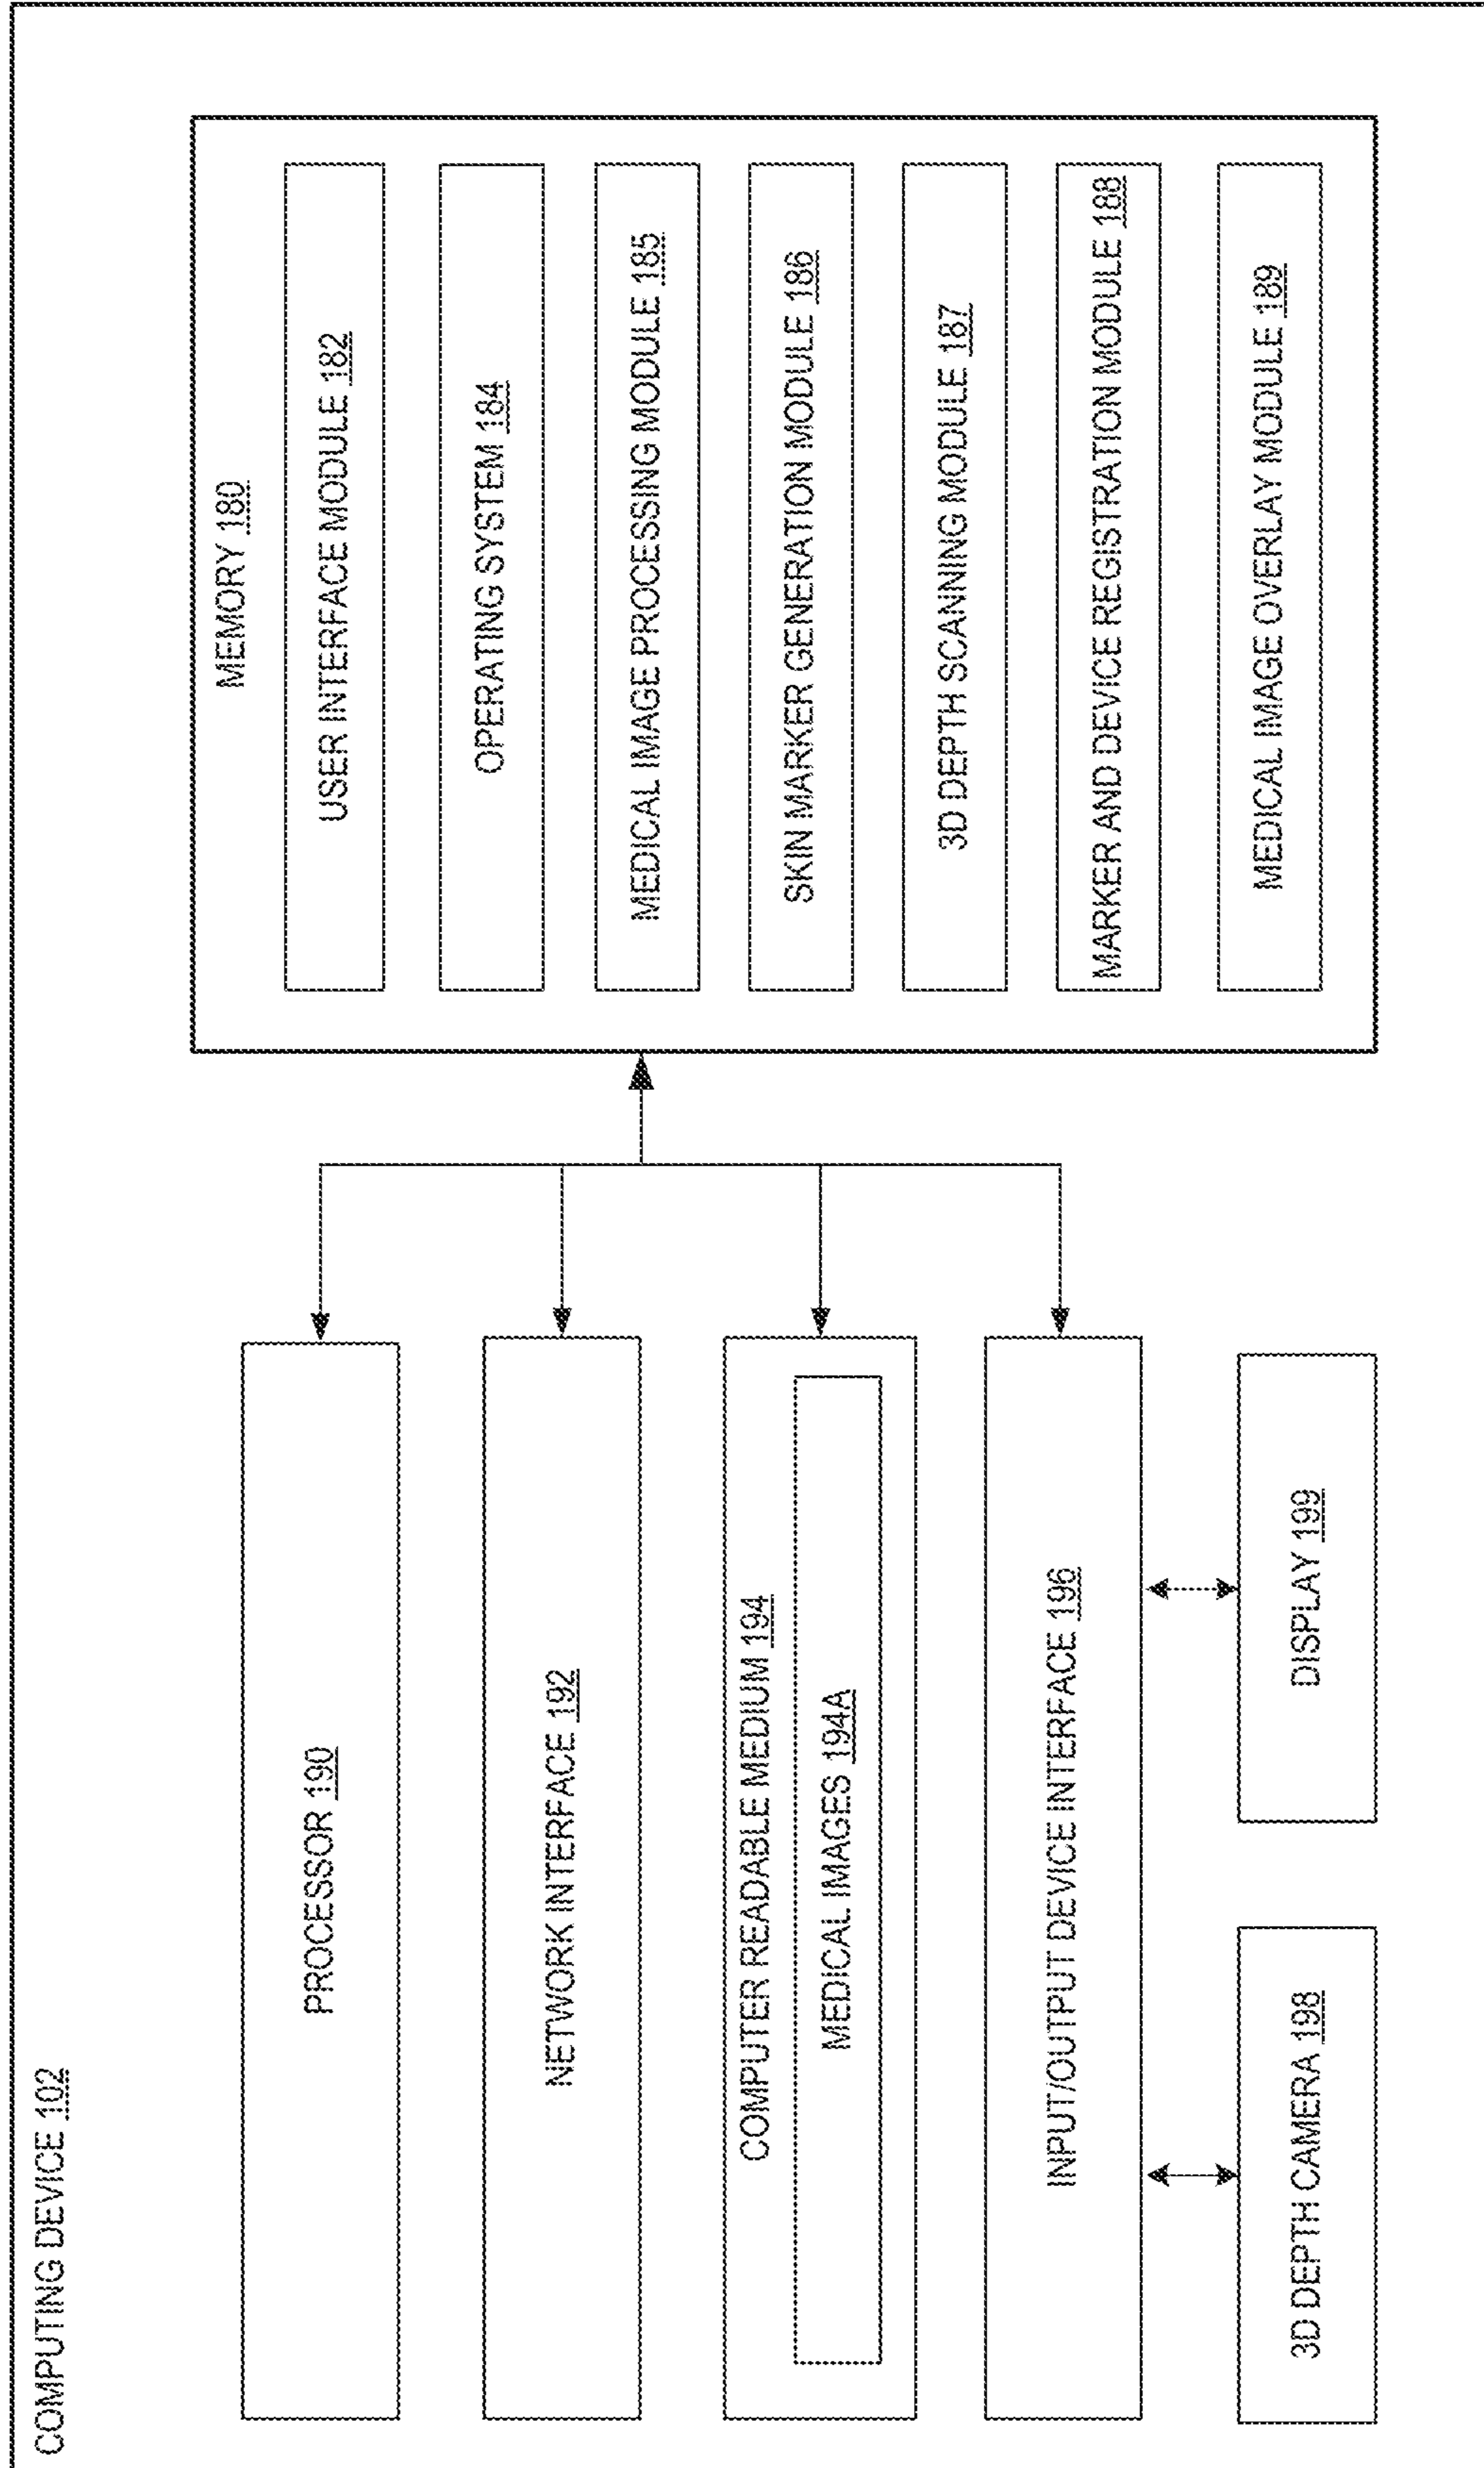 COMPUTING DEVICE 102
PROCESSOR 190
NETWORK INTERFACE 192
COMPUTER READABLE MEDIUM 194
MEDICAL IMAGES 194A
INPUT/OUTPUT DEVICE INTERFACE 196
3D DEPTH CAMERA 198
DISPLAY 199
MEMORY 180
USER INTERFACE MODULE 182
OPERATING SYSTEM 184
MEDICAL IMAGE PROCESSING MODULE 185
SKIN MARKER GENERATION MODULE 186
3D DEPTH SCANNING MODULE 187
MARKER AND DEVICE REGISTRATION MODULE 188
MEDICAL IMAGE OVERLAY MODULE 189